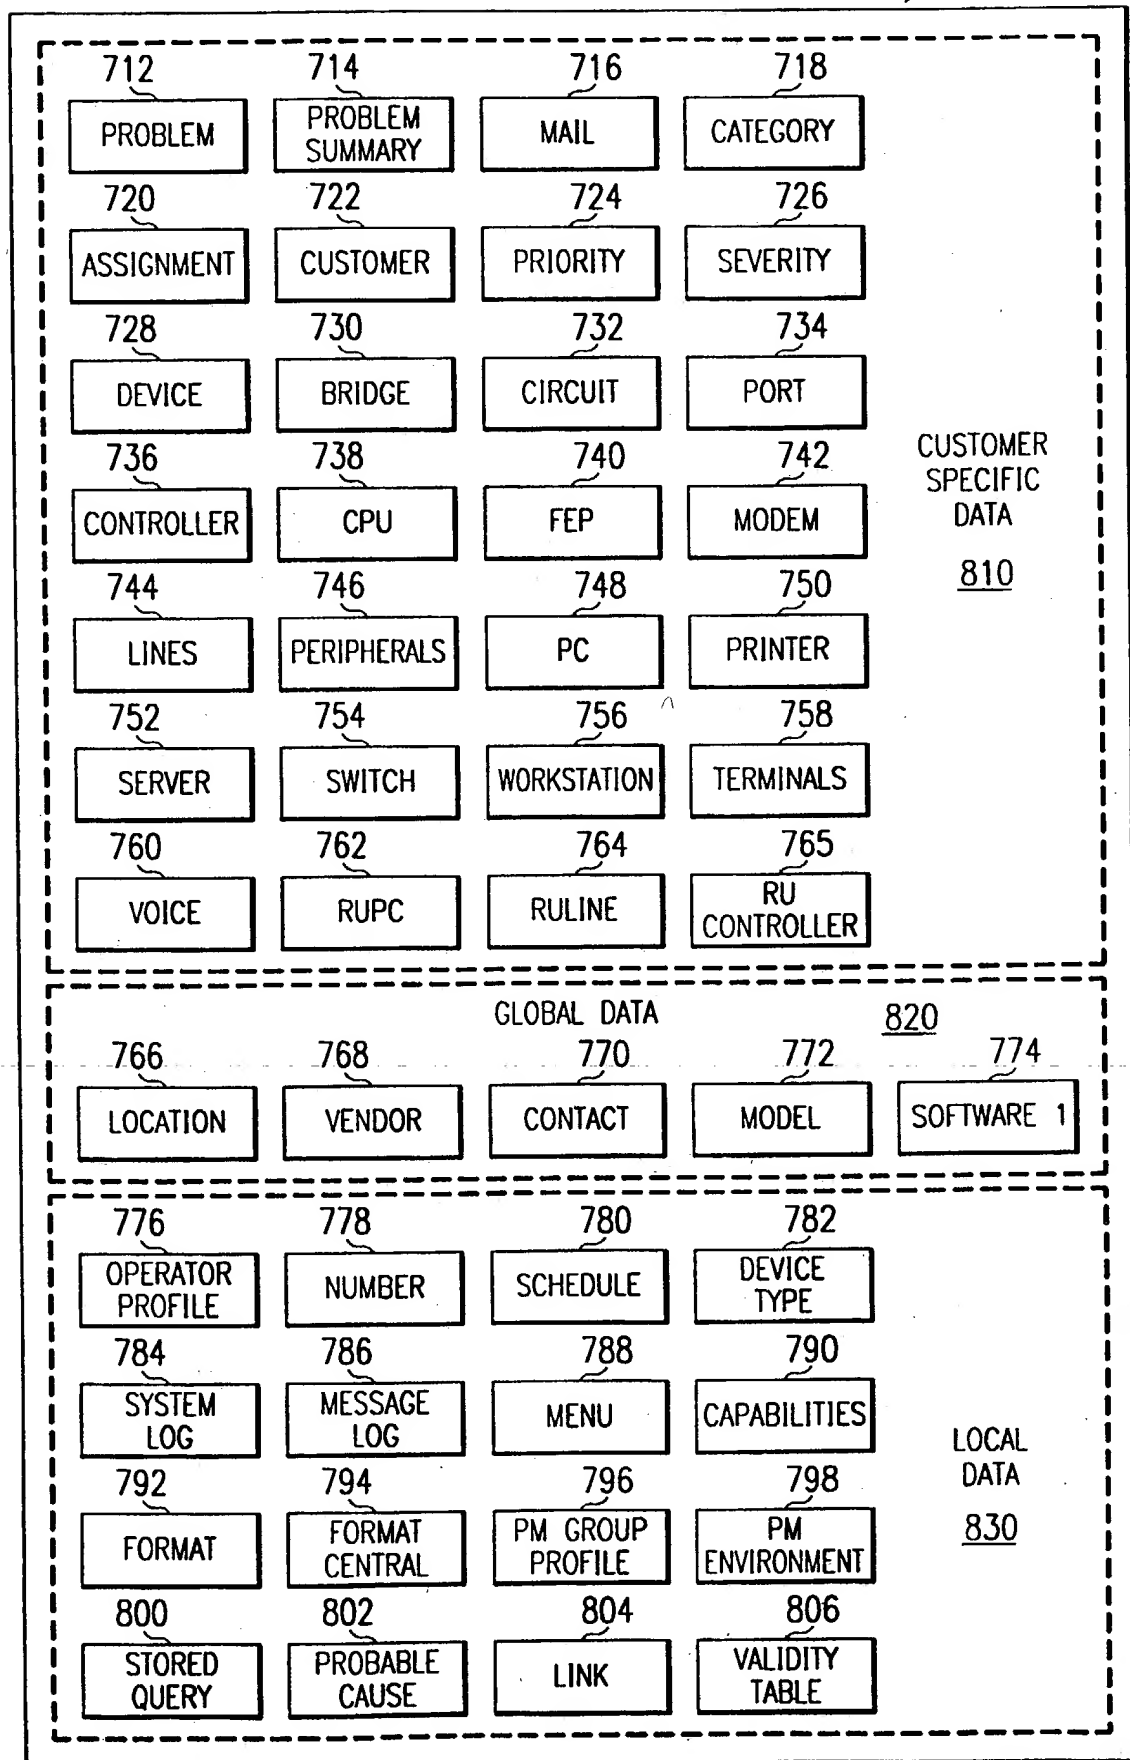 712 714 716 718
PROBLEM
PROBLEM
SUMMARY
MAIL
CATEGORY
720 722 724 726
ASSIGNMENT
CUSTOMER
PRIORITY
SEVERITY
728 730 732 734
DEVICE
BRIDGE
CIRCUIT
PORT
736 738 740 742
CONTROLLER
CPU
FEP
MODEM
CUSTOMER
SPECIFIC
DATA
810
744 746 748 750
LINES
PERIPHERALS
PC
PRINTER
752 754 756 758
SERVER
SWITCH
WORKSTATION
TERMINALS
760 762 764 765
VOICE
RUPC
RULINE
RU
CONTROLLER
GLOBAL DATA 820
766 768 770 772 774
LOCATION
VENDOR
CONTACT
MODEL
SOFTWARE 1
776 778 780 782
OPERATOR
PROFILE
NUMBER
SCHEDULE
DEVICE
TYPE
784 786 788 790
SYSTEM
LOG
MESSAGE
LOG
MENU
CAPABILITIES
LOCAL
DATA
830
792 794 796 798
FORMAT
FORMAT
CENTRAL
PM GROUP
PROFILE
PM
ENVIRONMENT
800 802 804 806
STORED
QUERY
PROBABLE
CAUSE
LINK
VALIDITY
TABLE